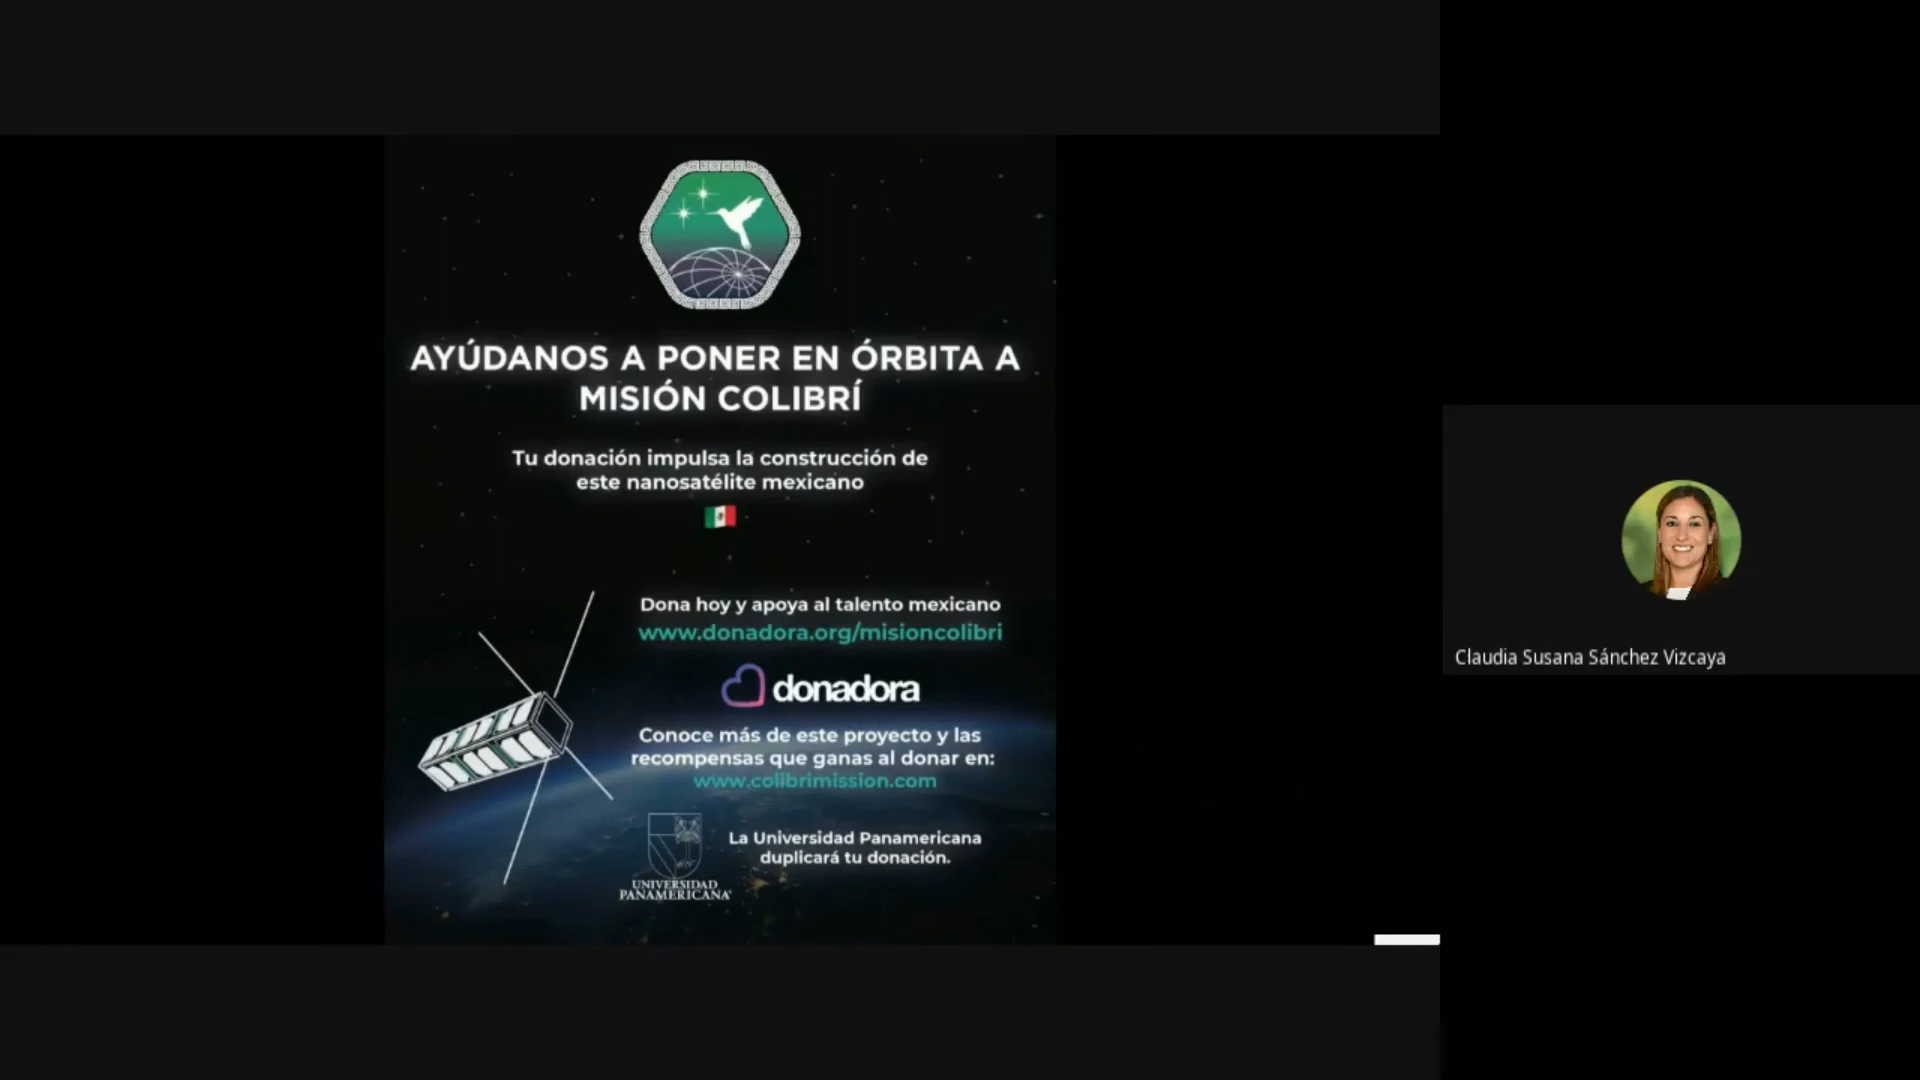 AYÚDANOS A PONER EN ÓRBITA A
MISIÓN COLIBRÍ
Tu donación impulsa la construcción de
este nanosatélite mexicano
Dona hoy y apoya al talento mexicano
www.donadora.org/misioncolibri
donadora
Conoce más de este proyecto y las
recompensas que ganas al donar en:
www.colibrimission.com
La Universidad Panamericana
duplicará tu donación.
UNIVERSIDAD
PANAMERICANA
Claudia Susana Sánchez Vizcaya